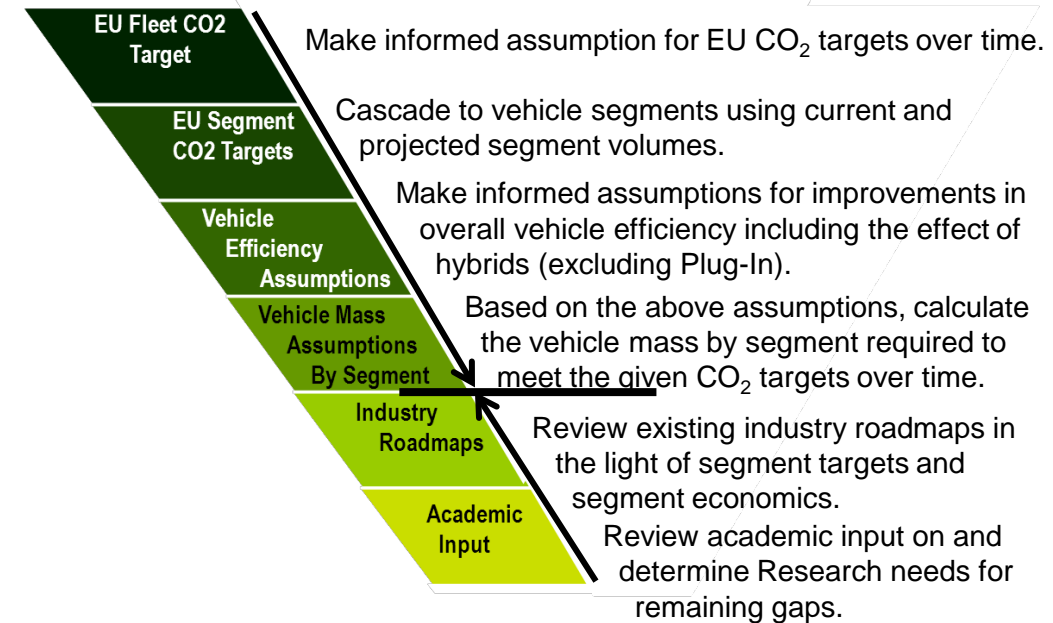 EU Fleet CO2
Target
Make informed assumption for EU CO₂ targets over time.
EU Segment
CO2 Targets
Cascade to vehicle segments using current and
projected segment volumes.
Vehicle
Efficiency
Assumptions
Make informed assumptions for improvements in
overall vehicle efficiency including the effect of
hybrids (excluding Plug-In).
Vehicle Mass
Assumptions
By Segment
Based on the above assumptions, calculate
the vehicle mass by segment required to
meet the given CO₂ targets over time.
Industry
Roadmaps
Review existing industry roadmaps in
the light of segment targets and
segment economics.
Academic
Input
Review academic input on and
determine Research needs for
remaining gaps.